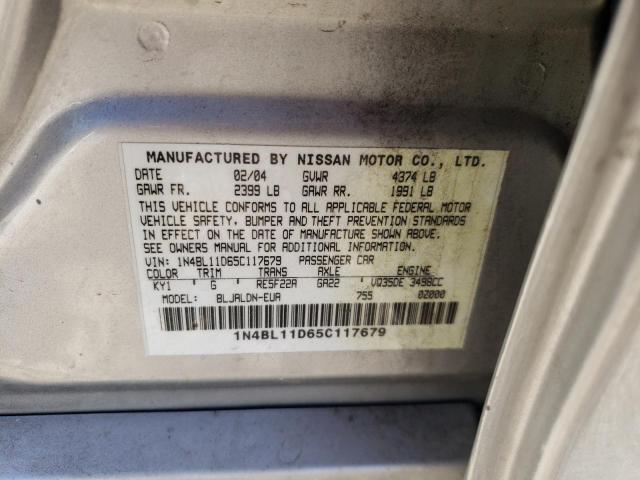 MANUFACTURED BY NISSAN MOTOR CO., LTD.
DATE 02/04 GVWR 4374 LB
GAWR FR. 2399 LB GAWR RR. 1991 LB
THIS VEHICLE CONFORMS TO ALL APPLICABLE FEDERAL MOTOR
VEHICLE SAFETY, BUMPER AND THEFT PREVENTION STANDARDS
IN EFFECT ON THE DATE OF MANUFACTURE SHOWN ABOVE.
SEE OWNERS MANUAL FOR ADDITIONAL INFORMATION.
VIN: 1N4BL11D65C117679 PASSENGER CAR
COLOR TRIM TRANS AXLE ENGINE
KY1 G RE5F22A GA22 VQ35DE 3498CC
MODEL: BLJALDN-EUA 755 0Z000
1N4BL11D65C117679